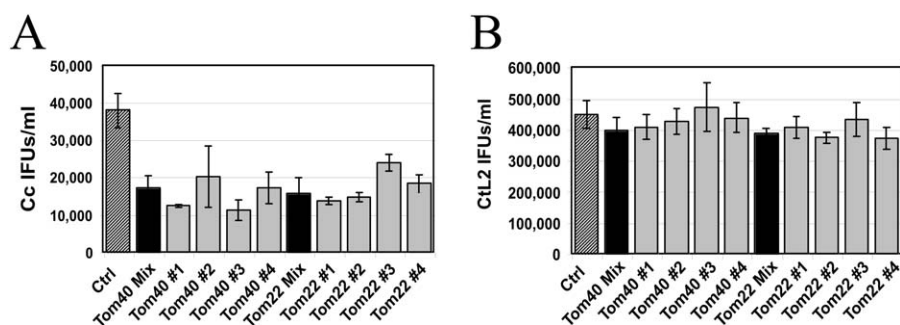 A
Cc IFUs/ml
50,000
40,000
30,000
20,000
10,000
0
Ctrl
Tom40 Mix
Tom40 #1
Tom40 #2
Tom40 #3
Tom40 #4
Tom22 Mix
Tom22 #1
Tom22 #2
Tom22 #3
Tom22 #4
B
CtL2 IFUs/ml
600,000
500,000
400,000
300,000
200,000
100,000
0
Ctrl
Tom40 Mix
Tom40 #1
Tom40 #2
Tom40 #3
Tom40 #4
Tom22 Mix
Tom22 #1
Tom22 #2
Tom22 #3
Tom22 #4